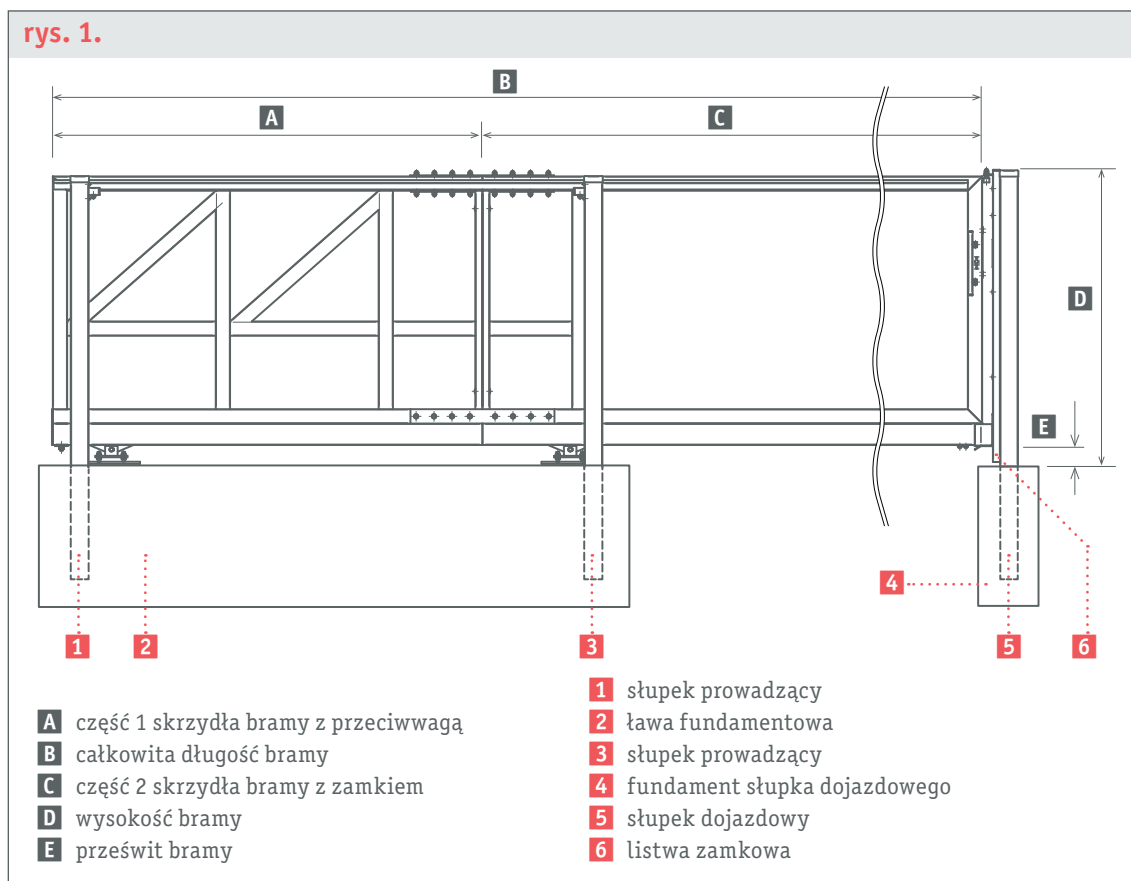 rys. 1.
B
A
C
D
E
4
1
2
3
5
6
A część 1 skrzydła bramy z przeciwwagą
B całkowita długość bramy
C część 2 skrzydła bramy z zamkiem
D wysokość bramy
E prześwit bramy
1 słupek prowadzący
2 ława fundamentowa
3 słupek prowadzący
4 fundament słupka dojazdowego
5 słupek dojazdowy
6 listwa zamkowa